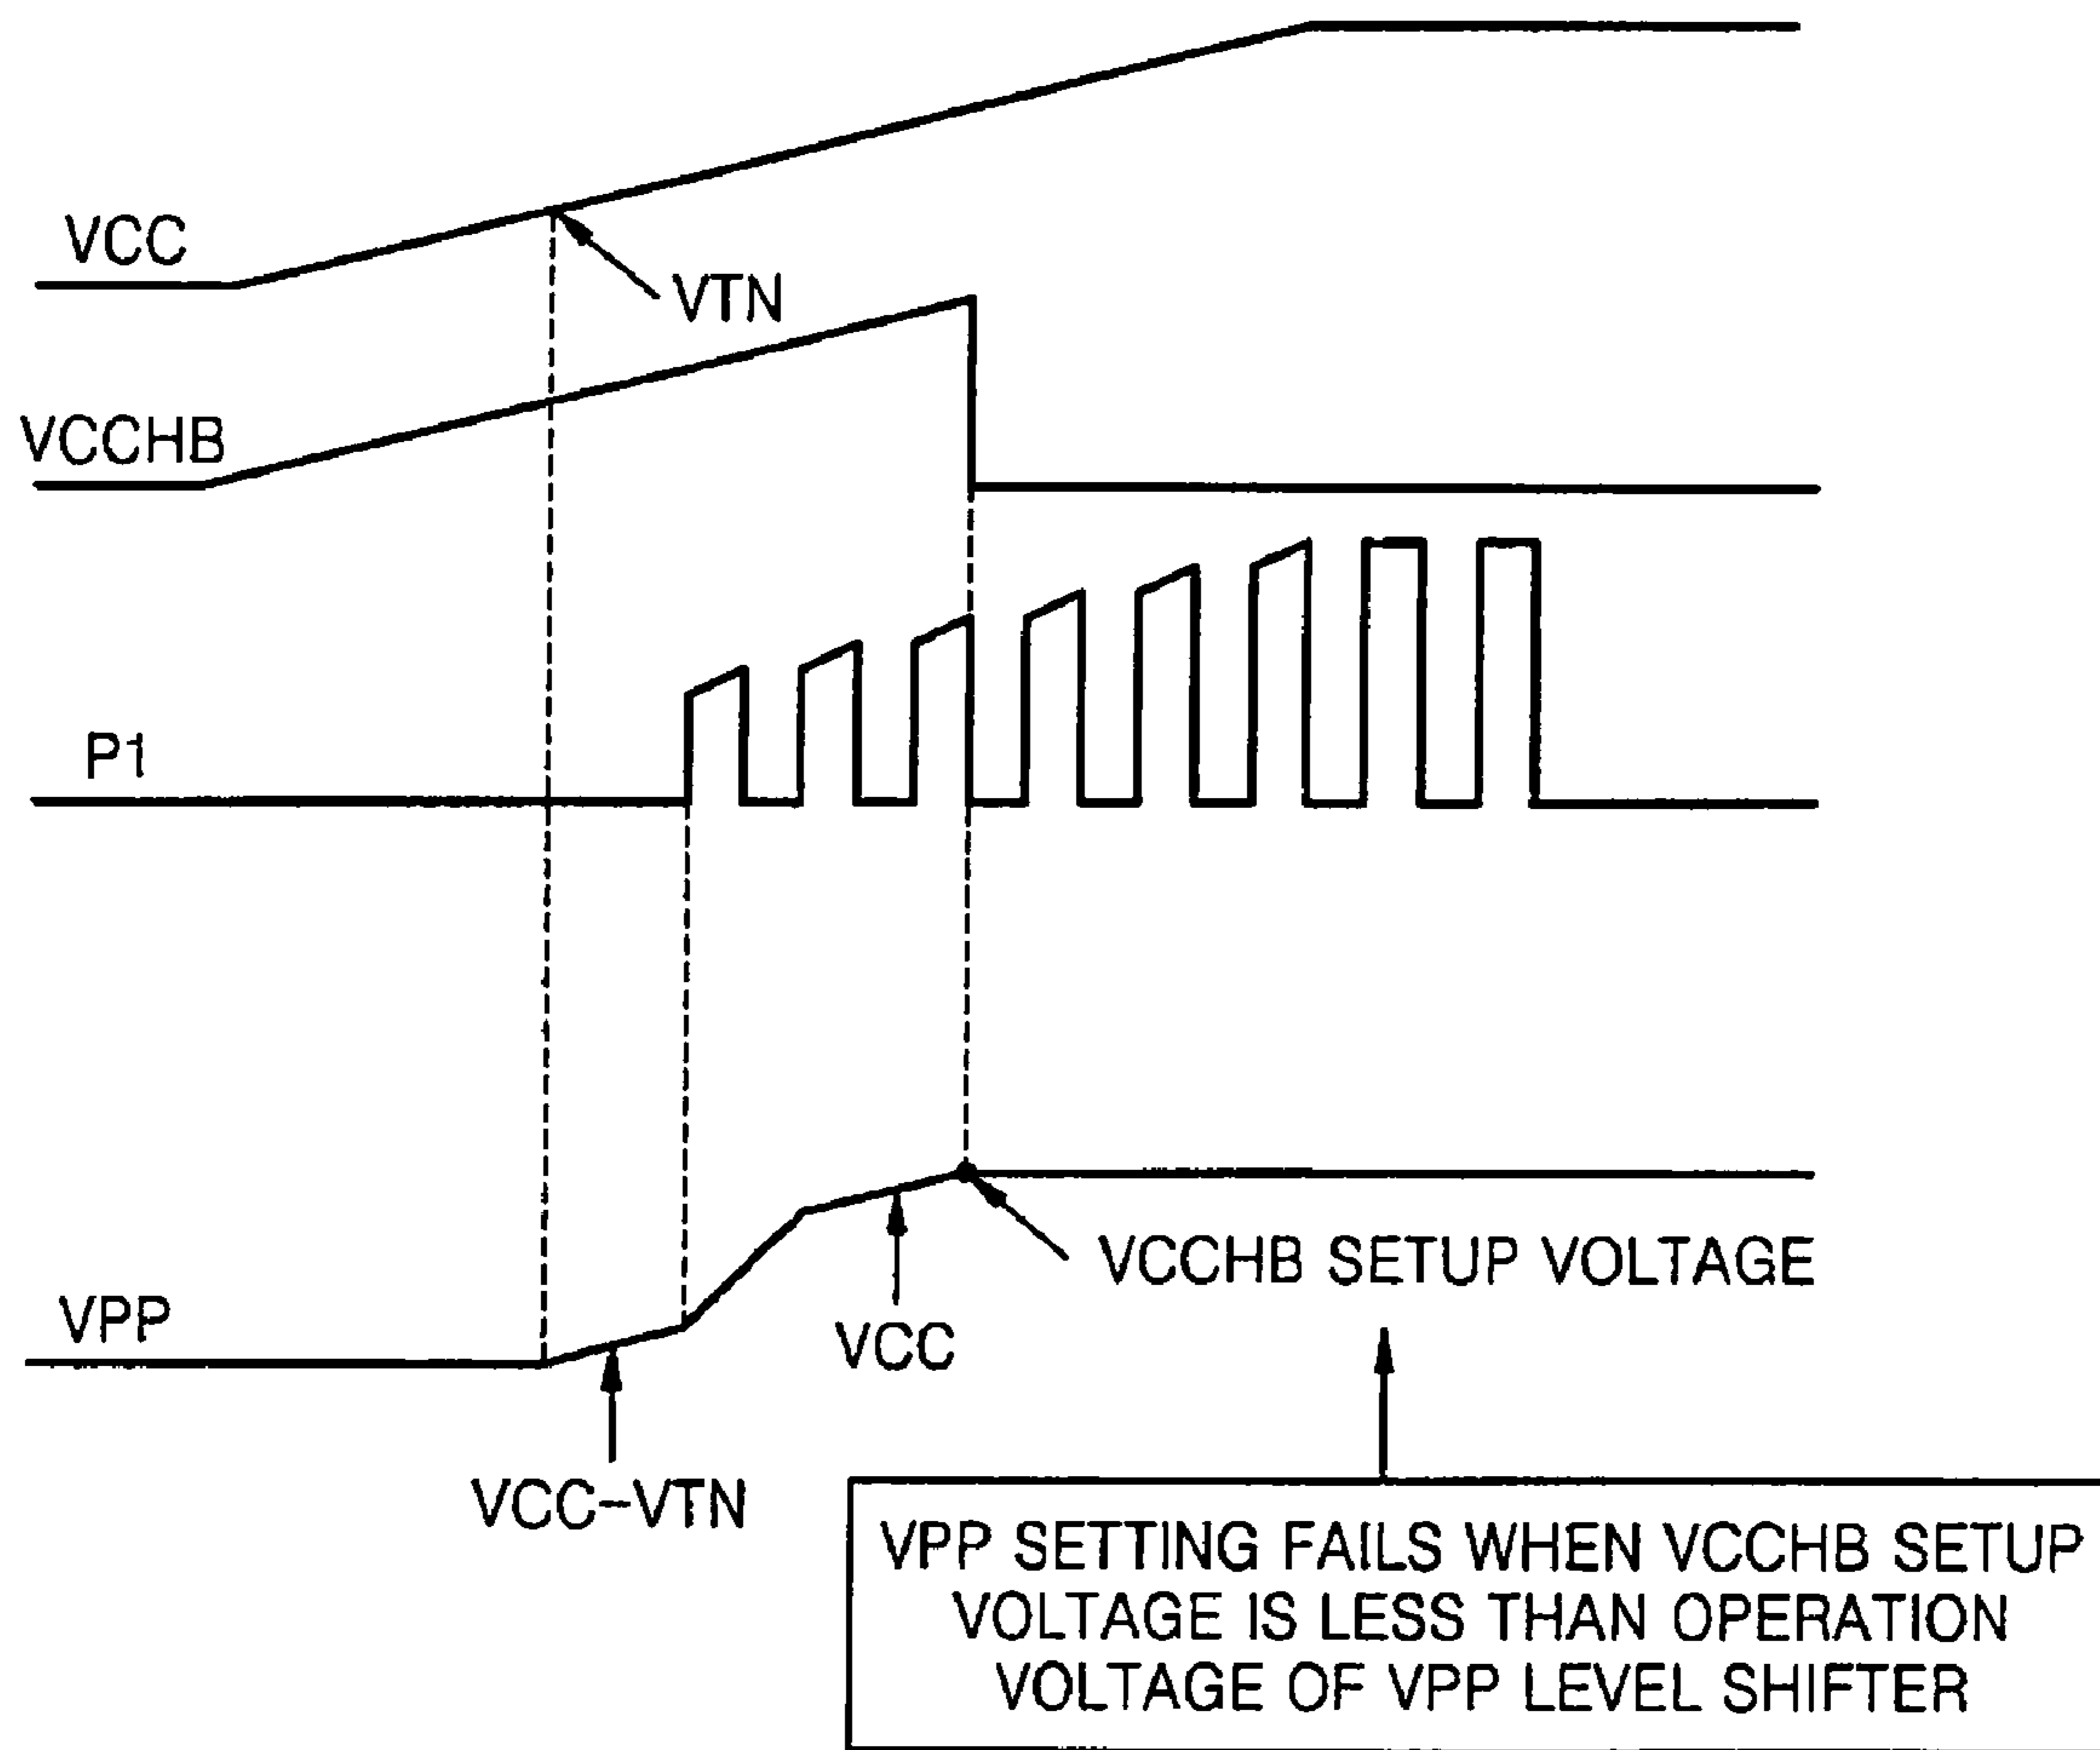 VCC
VTN
VCCHB
P1
VPP
VCCHB SETUP VOLTAGE
VCC
VCC-VTN
VPP SETTING FAILS WHEN VCCHB SETUP
VOLTAGE IS LESS THAN OPERATION
VOLTAGE OF VPP LEVEL SHIFTER